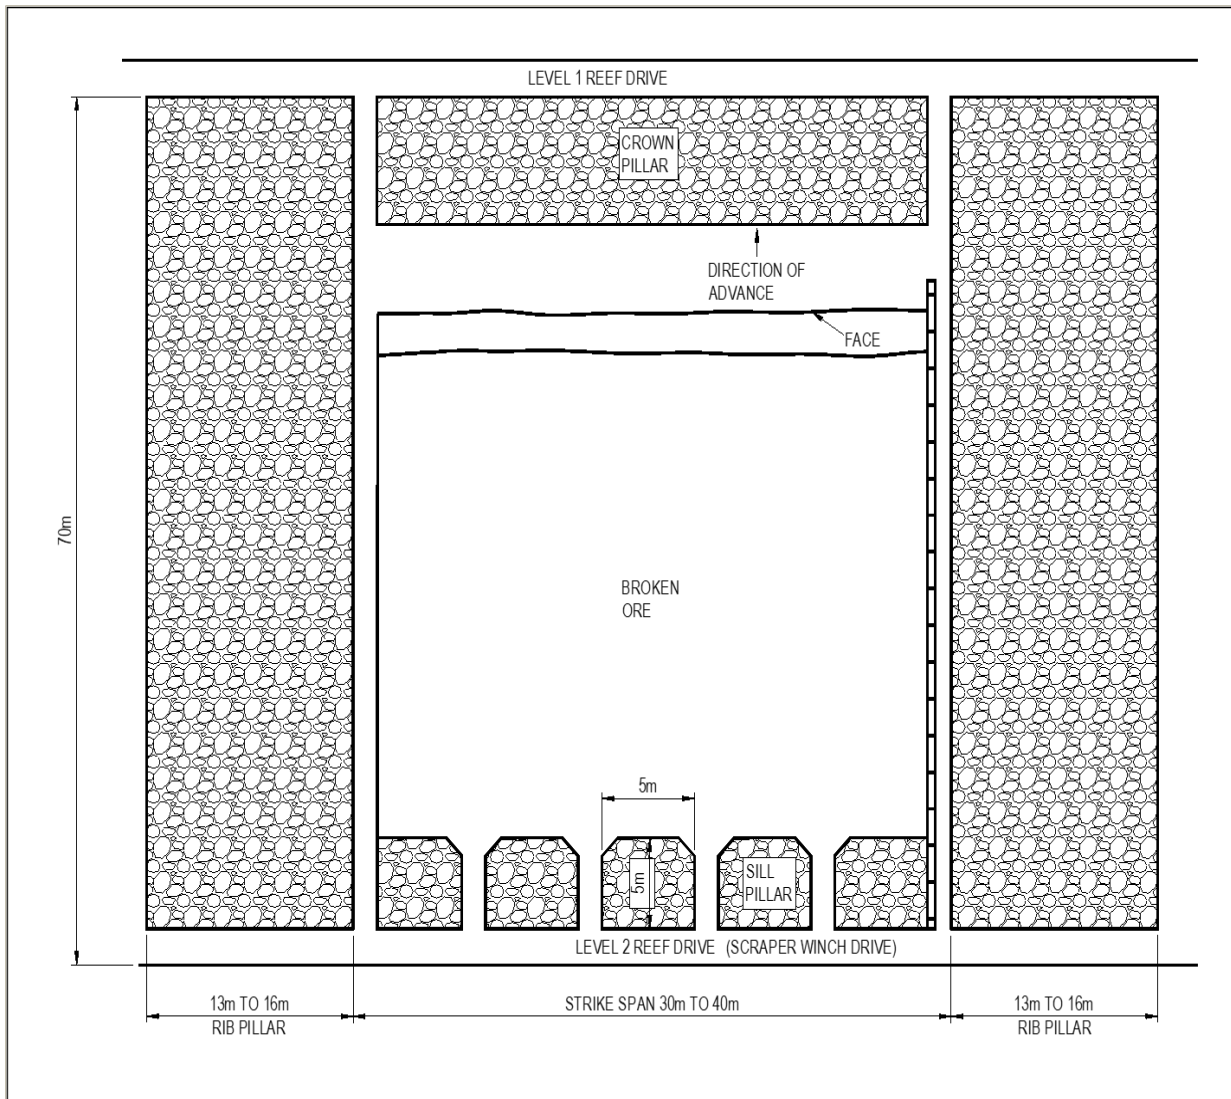 LEVEL 1 REEF DRIVE
CROWN
PILLAR
DIRECTION OF
ADVANCE
FACE
70m
BROKEN
ORE
5m
5m
SILL
PILLAR
LEVEL 2 REEF DRIVE (SCRAPER WINCH DRIVE)
13m TO 16m
RIB PILLAR
STRIKE SPAN 30m TO 40m
13m TO 16m
RIB PILLAR